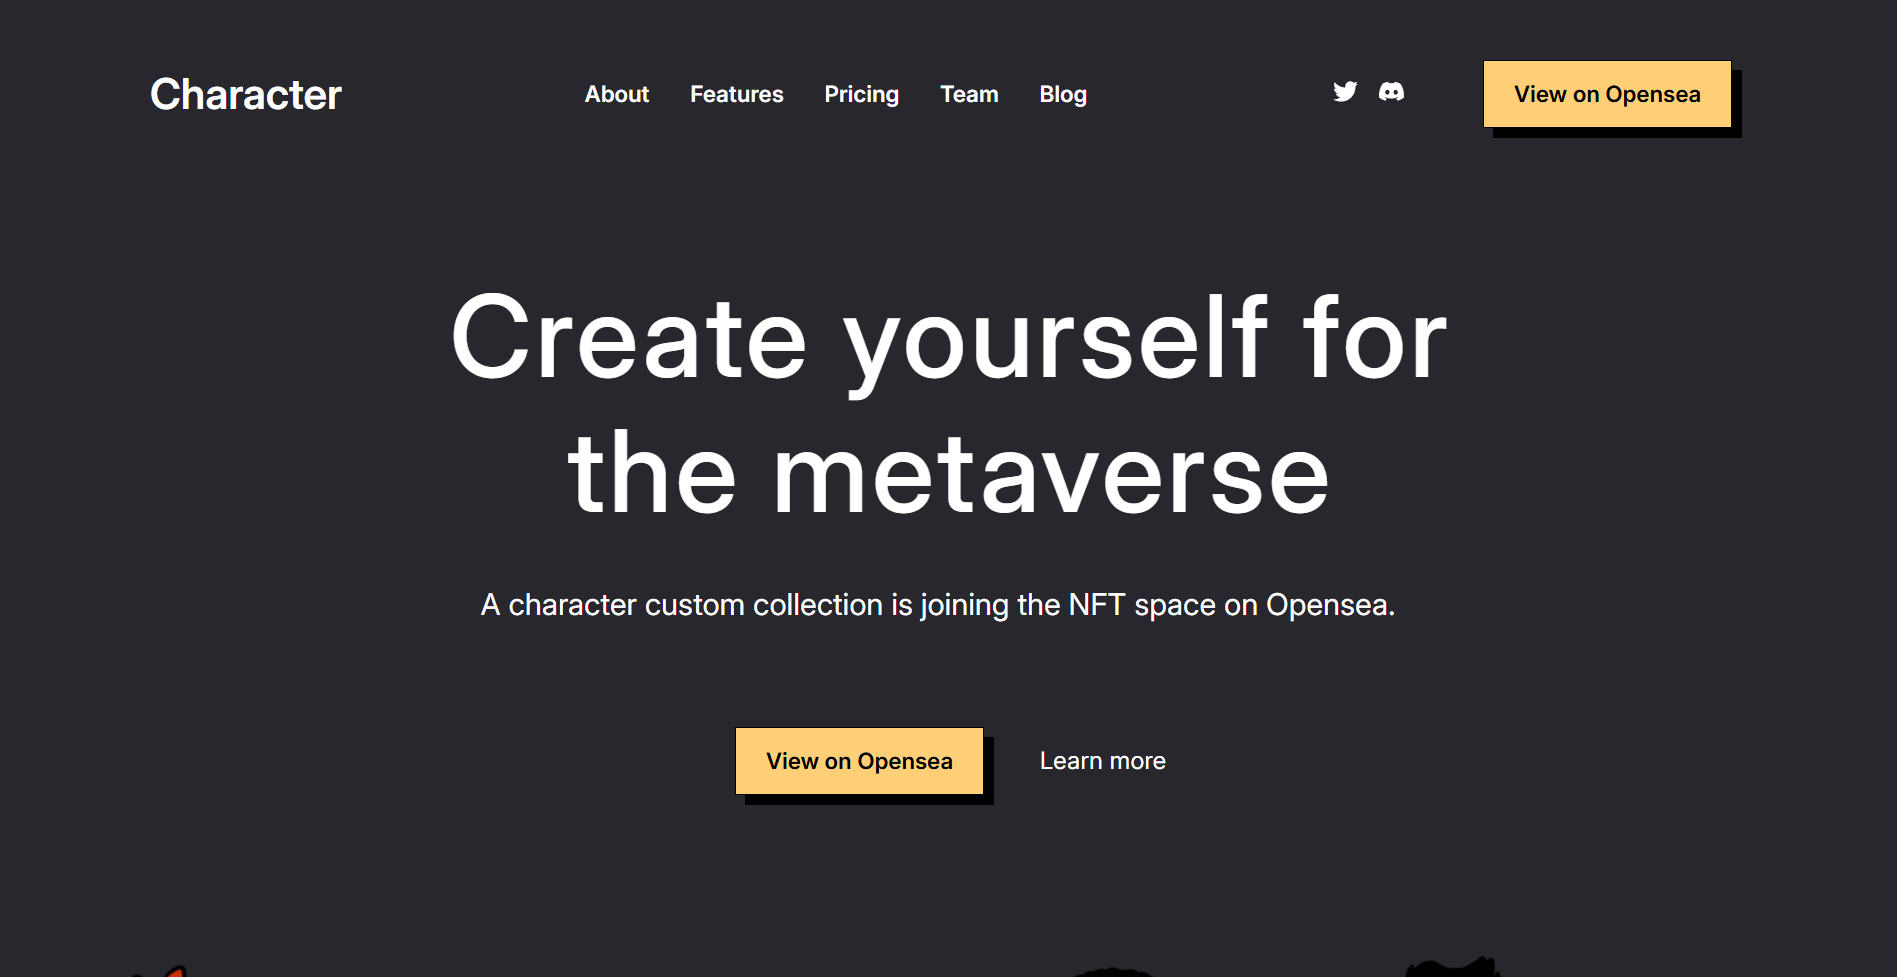 Character
About Features Pricing Team Blog
View on Opensea
Create yourself for
the metaverse
A character custom collection is joining the NFT space on Opensea.
View on Opensea
Learn more